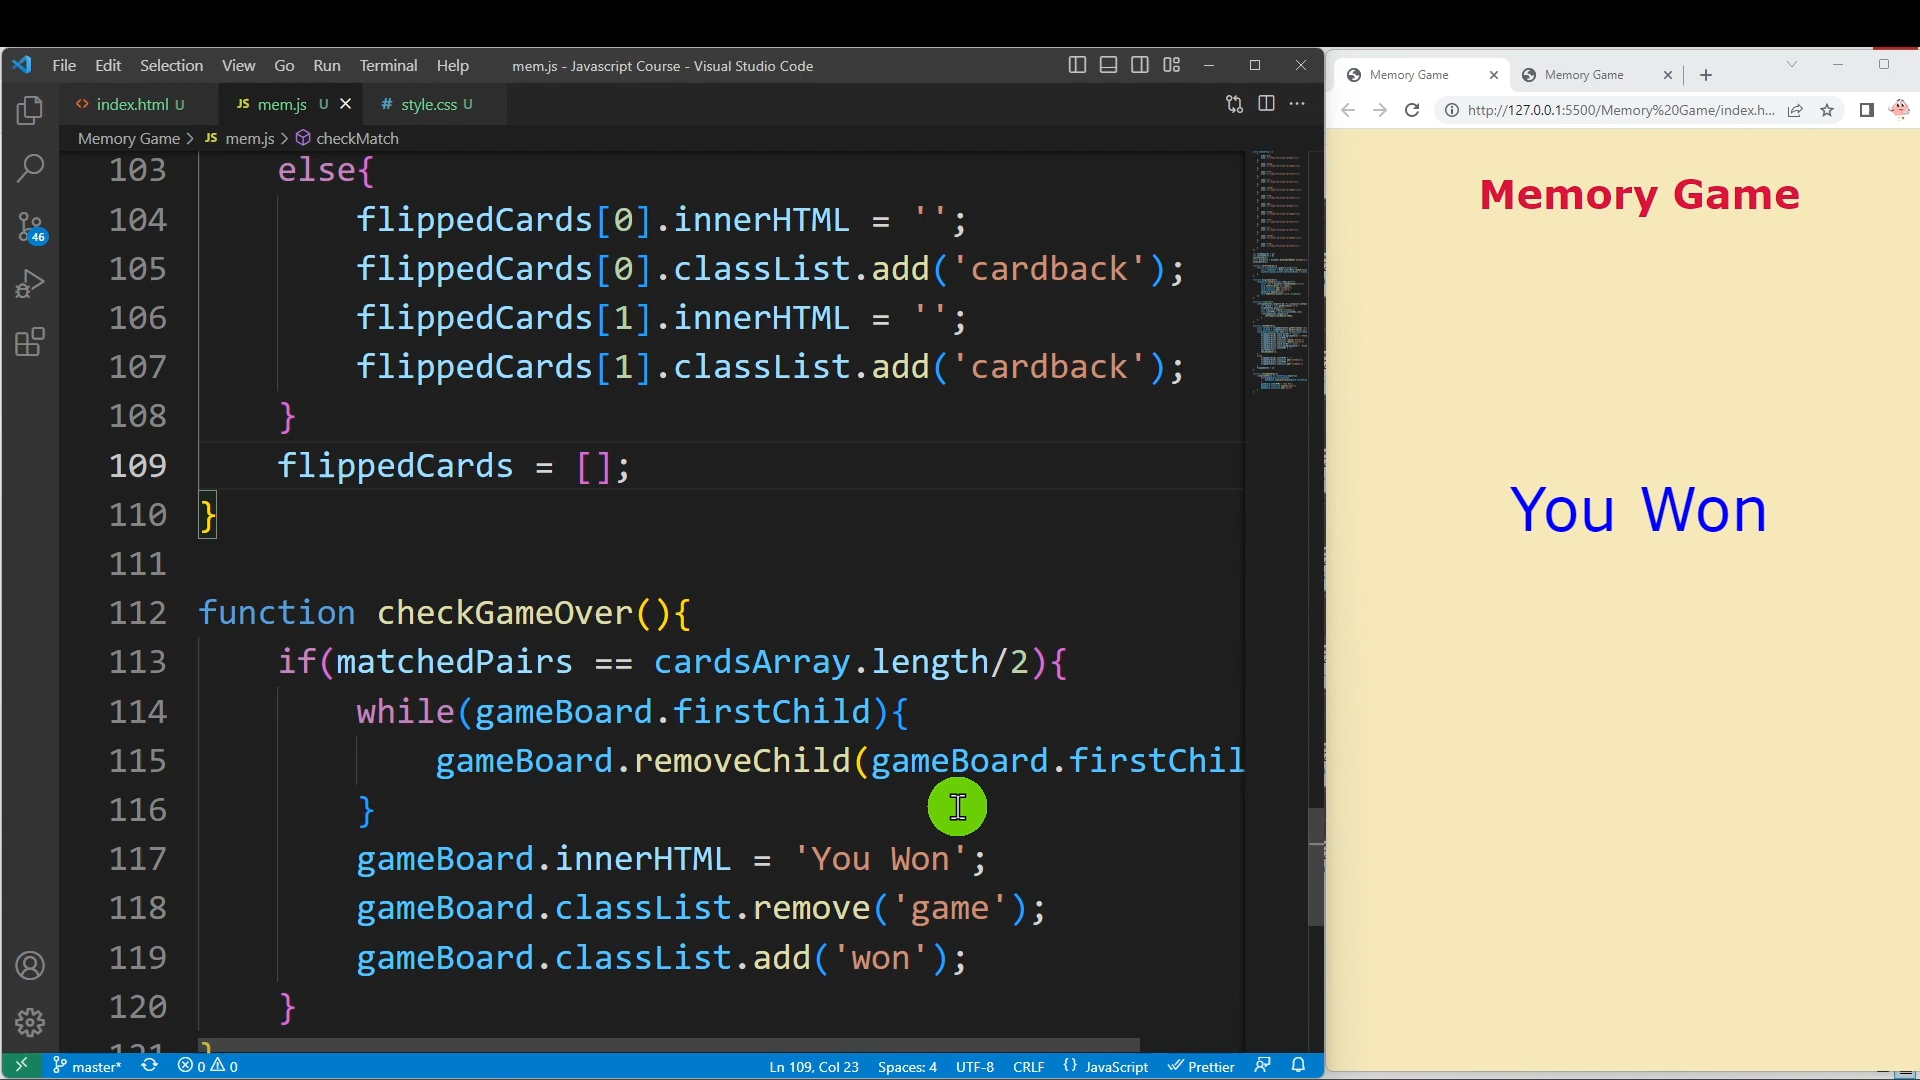 File Edit Selection View Go Run Terminal Help mem.js - Javascript Course - Visual Studio Code
index.html U JS mem.js U # style.css U
Memory Game > JS mem.js > checkMatch
103 else{
104 flippedCards[0].innerHTML = '';
105 flippedCards[0].classList.add('cardback');
106 flippedCards[1].innerHTML = '';
107 flippedCards[1].classList.add('cardback');
108 }
109 flippedCards = [];
110 }
111
112 function checkGameOver(){
113 if(matchedPairs == cardsArray.length/2){
114 while(gameBoard.firstChild){
115 gameBoard.removeChild(gameBoard.firstChil
116 }
117 gameBoard.innerHTML = 'You Won';
118 gameBoard.classList.remove('game');
119 gameBoard.classList.add('won');
120 }
121 }
46
master* 0 0 Ln 109, Col 23 Spaces: 4 UTF-8 CRLF {} JavaScript Prettier
Memory Game Memory Game
http://127.0.0.1:5500/Memory%20Game/index.h...
Memory Game
You Won